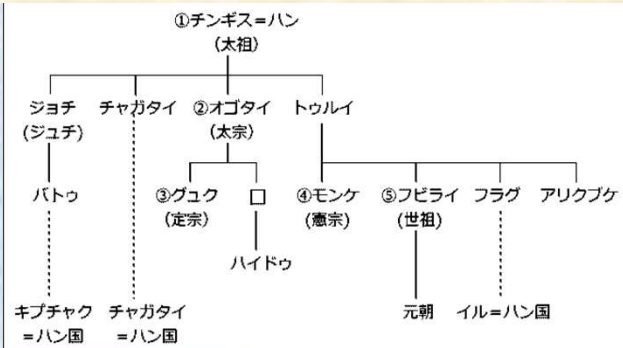 ①チンギス＝ハン
(太祖)
ジョチ チャガタイ ②オゴタイ トゥルイ
(ジュチ) (太宗)
バトゥ ③グユク □ ④モンケ ⑤フビライ フラグ アリクブケ
(定宗) (憲宗) (世祖)
ハイドゥ
キプチャク チャガタイ 元朝 イル＝ハン国
＝ハン国 ＝ハン国